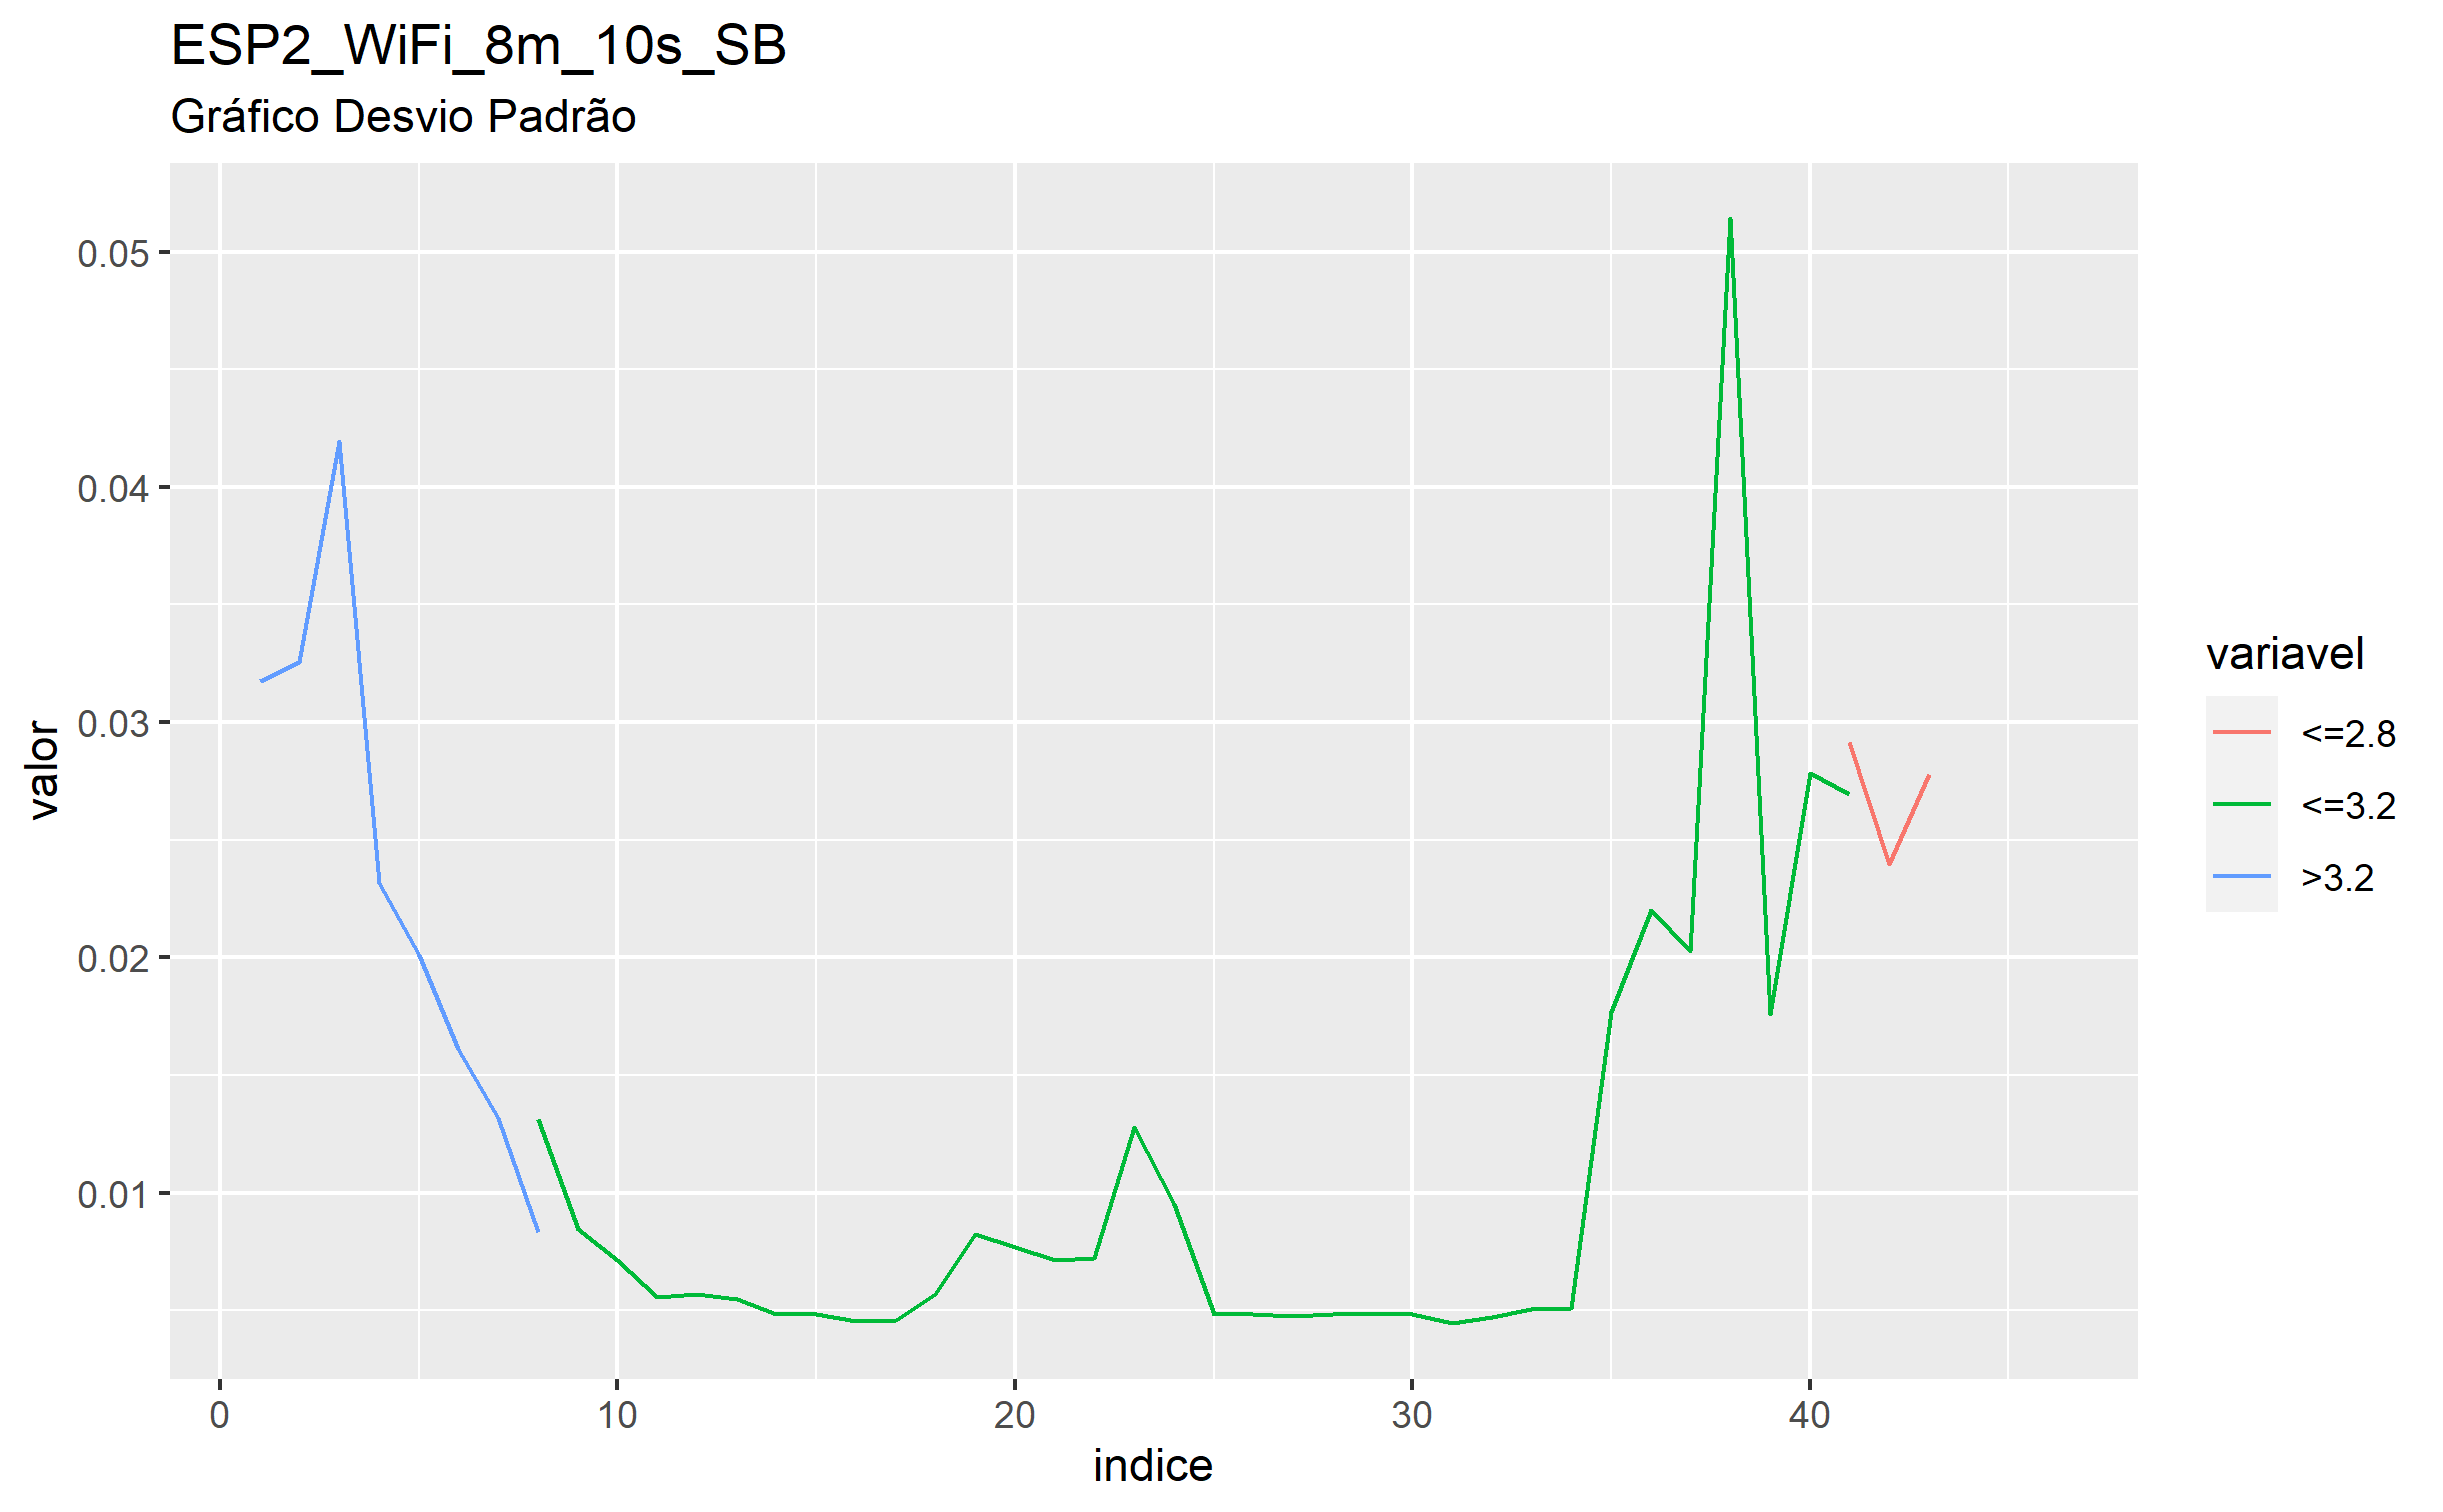 ESP2_WiFi_8m_10s_SB
Gráfico Desvio Padrão
valor
0.05
0.04
0.03
0.02
0.01
0 10 20 30 40
indice
variavel
<=2.8
<=3.2
>3.2